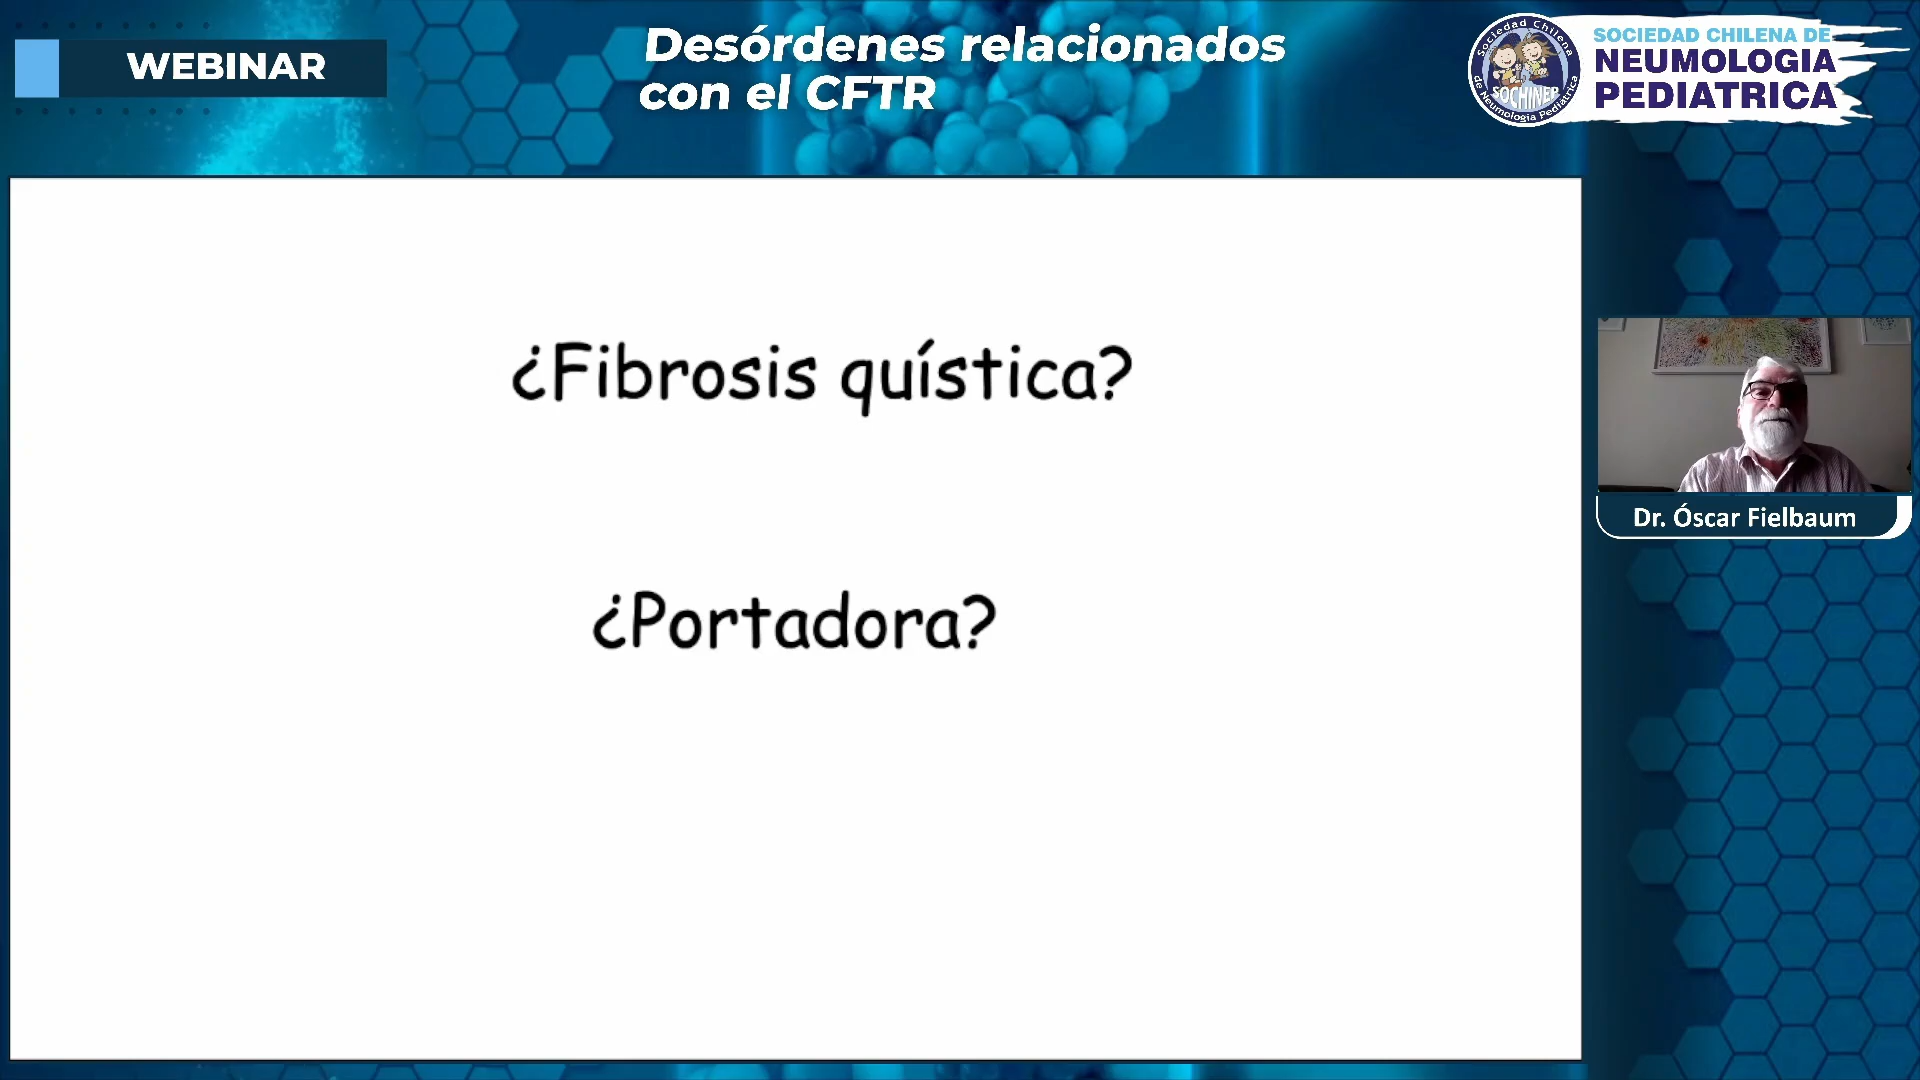 WEBINAR
Desórdenes relacionados
con el CFTR
Sociedad Chilena
de Neumología Pediátrica
SOCHINEP
SOCIEDAD CHILENA DE
NEUMOLOGIA
PEDIATRICA
¿Fibrosis quística?
¿Portadora?
Dr. Óscar Fielbaum